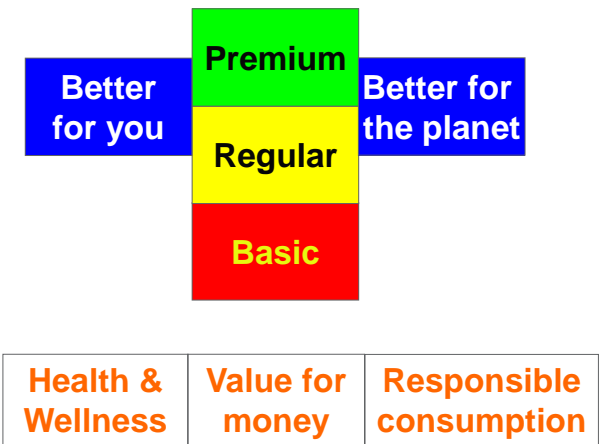 Premium
Better
for you
Better for
the planet
Regular
Basic
Health &
Wellness
Value for
money
Responsible
consumption